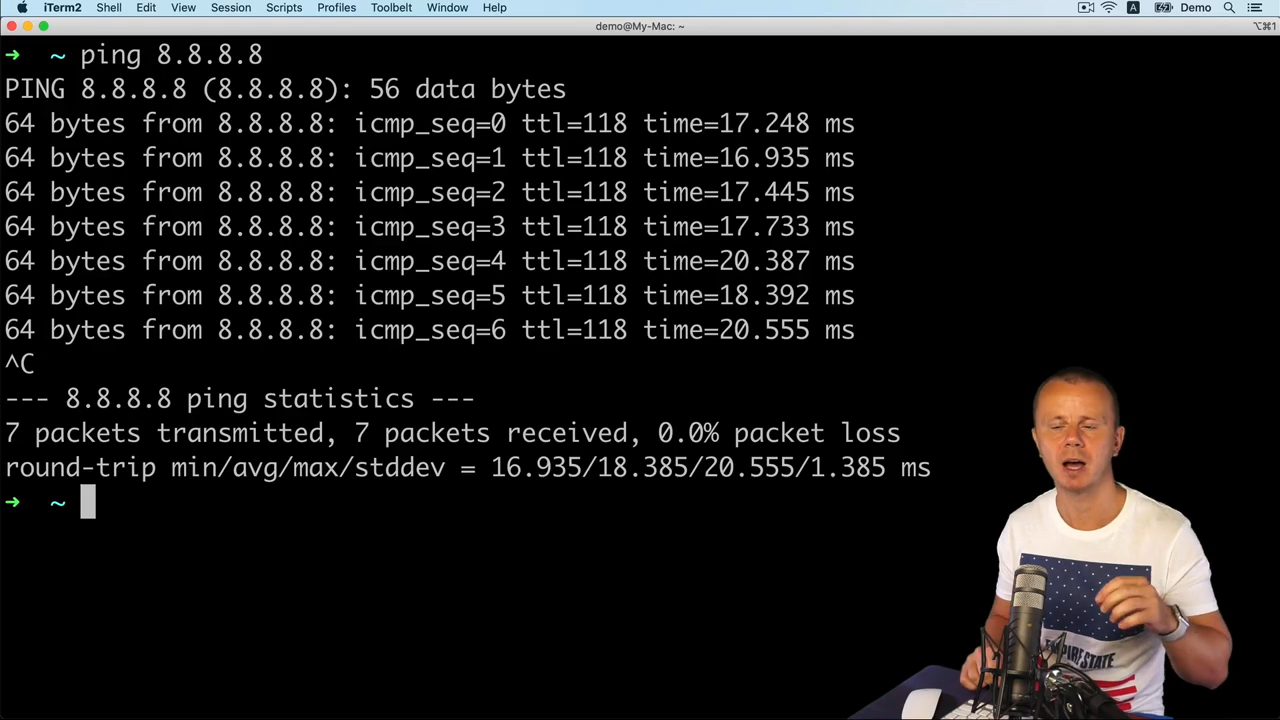 iTerm2 Shell Edit View Session Scripts Profiles Toolbelt Window Help A Demo
demo@My-Mac: ~ ⌥⌘1
➜ ~ ping 8.8.8.8
PING 8.8.8.8 (8.8.8.8): 56 data bytes
64 bytes from 8.8.8.8: icmp_seq=0 ttl=118 time=17.248 ms
64 bytes from 8.8.8.8: icmp_seq=1 ttl=118 time=16.935 ms
64 bytes from 8.8.8.8: icmp_seq=2 ttl=118 time=17.445 ms
64 bytes from 8.8.8.8: icmp_seq=3 ttl=118 time=17.733 ms
64 bytes from 8.8.8.8: icmp_seq=4 ttl=118 time=20.387 ms
64 bytes from 8.8.8.8: icmp_seq=5 ttl=118 time=18.392 ms
64 bytes from 8.8.8.8: icmp_seq=6 ttl=118 time=20.555 ms
^C
--- 8.8.8.8 ping statistics ---
7 packets transmitted, 7 packets received, 0.0% packet loss
round-trip min/avg/max/stddev = 16.935/18.385/20.555/1.385 ms
➜ ~
EMPIRE STATE